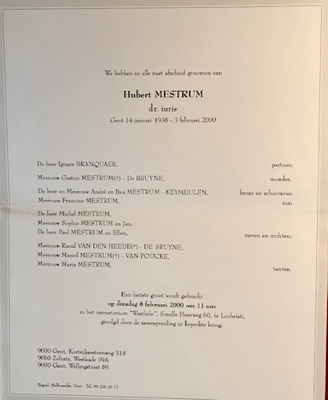 We hebben in alle rust afscheid genomen van
Hubert MESTRUM
dr. iuris
Gent 14 januari 1938 - 3 februari 2000
De heer Ignace BRANQUAER, partner;
Mevrouw Gaston MESTRUM(†) - De BRUYNE, moeder;
De heer en Mevrouw André en Bea MESTRUM - KEYMEULEN, broer en schoonzus;
Mevrouw Francine MESTRUM, zus;
De heer Michel MESTRUM,
Mevrouw Sophie MESTRUM en Jan,
De heer Paul MESTRUM en Ellen, neven en nichten;
Mevrouw Raoul VAN DEN HEEDE(†) - DE BRUYNE,
Mevrouw Marcel MESTRUM(†) - VAN POUCKE,
Mevrouw Maria MESTRUM, tantes;
Een laatste groet wordt gebracht
op dinsdag 8 februari 2000 om 11 uur
in het crematorium "Westlede", Smalle Heerweg 60, te Lochristi,
gevolgd door de asverspreiding in beperkte kring.
9000 Gent, Kortrijksesteenweg 318
9060 Zelzate, Westkade 39A
9000 Gent, Wellingstraat 89